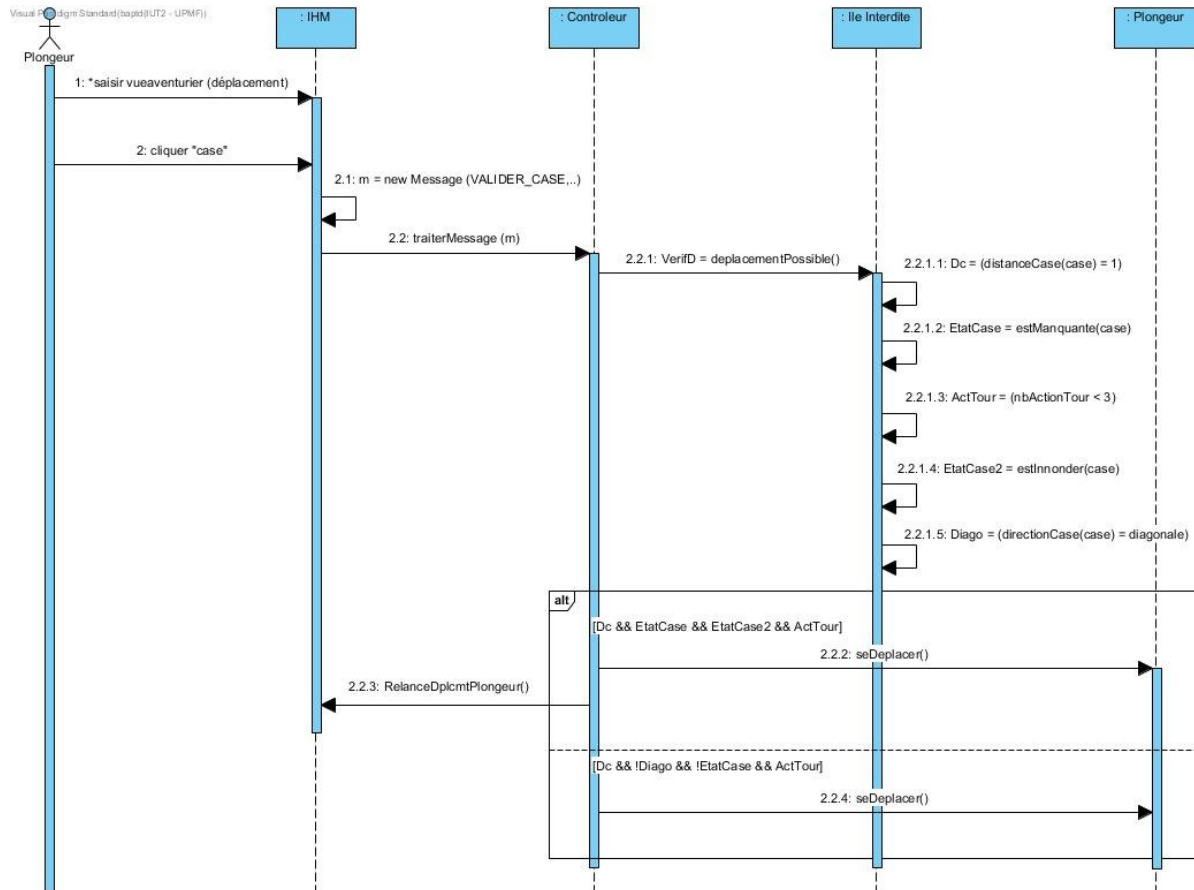 Visual Paradigm Standard(baptd(IUT2 - UPMF))
Plongeur
: IHM
: Controleur
: Ile Interdite
: Plongeur
1: *saisir vueaventurier (déplacement)
2: cliquer "case"
2.1: m = new Message (VALIDER_CASE,..)
2.2: traiterMessage (m)
2.2.1: VerifD = deplacementPossible()
2.2.1.1: Dc = (distanceCase(case) = 1)
2.2.1.2: EtatCase = estManquante(case)
2.2.1.3: ActTour = (nbActionTour < 3)
2.2.1.4: EtatCase2 = estInnonder(case)
2.2.1.5: Diago = (directionCase(case) = diagonale)
alt
[Dc && EtatCase && EtatCase2 && ActTour]
2.2.2: seDeplacer()
2.2.3: RelanceDplcmtPlongeur()
[Dc && !Diago && !EtatCase && ActTour]
2.2.4: seDeplacer()